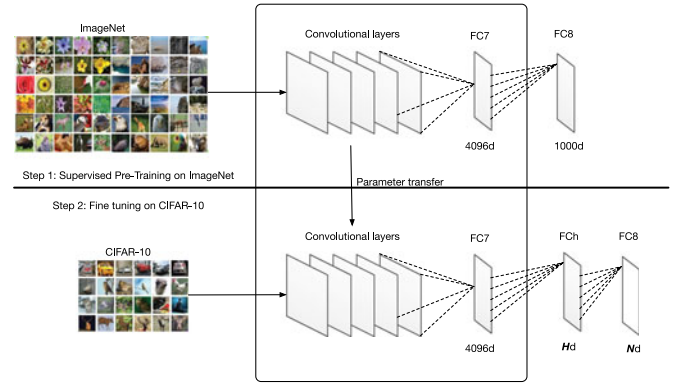 ImageNet
Convolutional layers
FC7
FC8
4096d
1000d
Step 1: Supervised Pre-Training on ImageNet
Parameter transfer
Step 2: Fine tuning on CIFAR-10
CIFAR-10
Convolutional layers
FC7
FCh
FC8
4096d
Hd
Nd